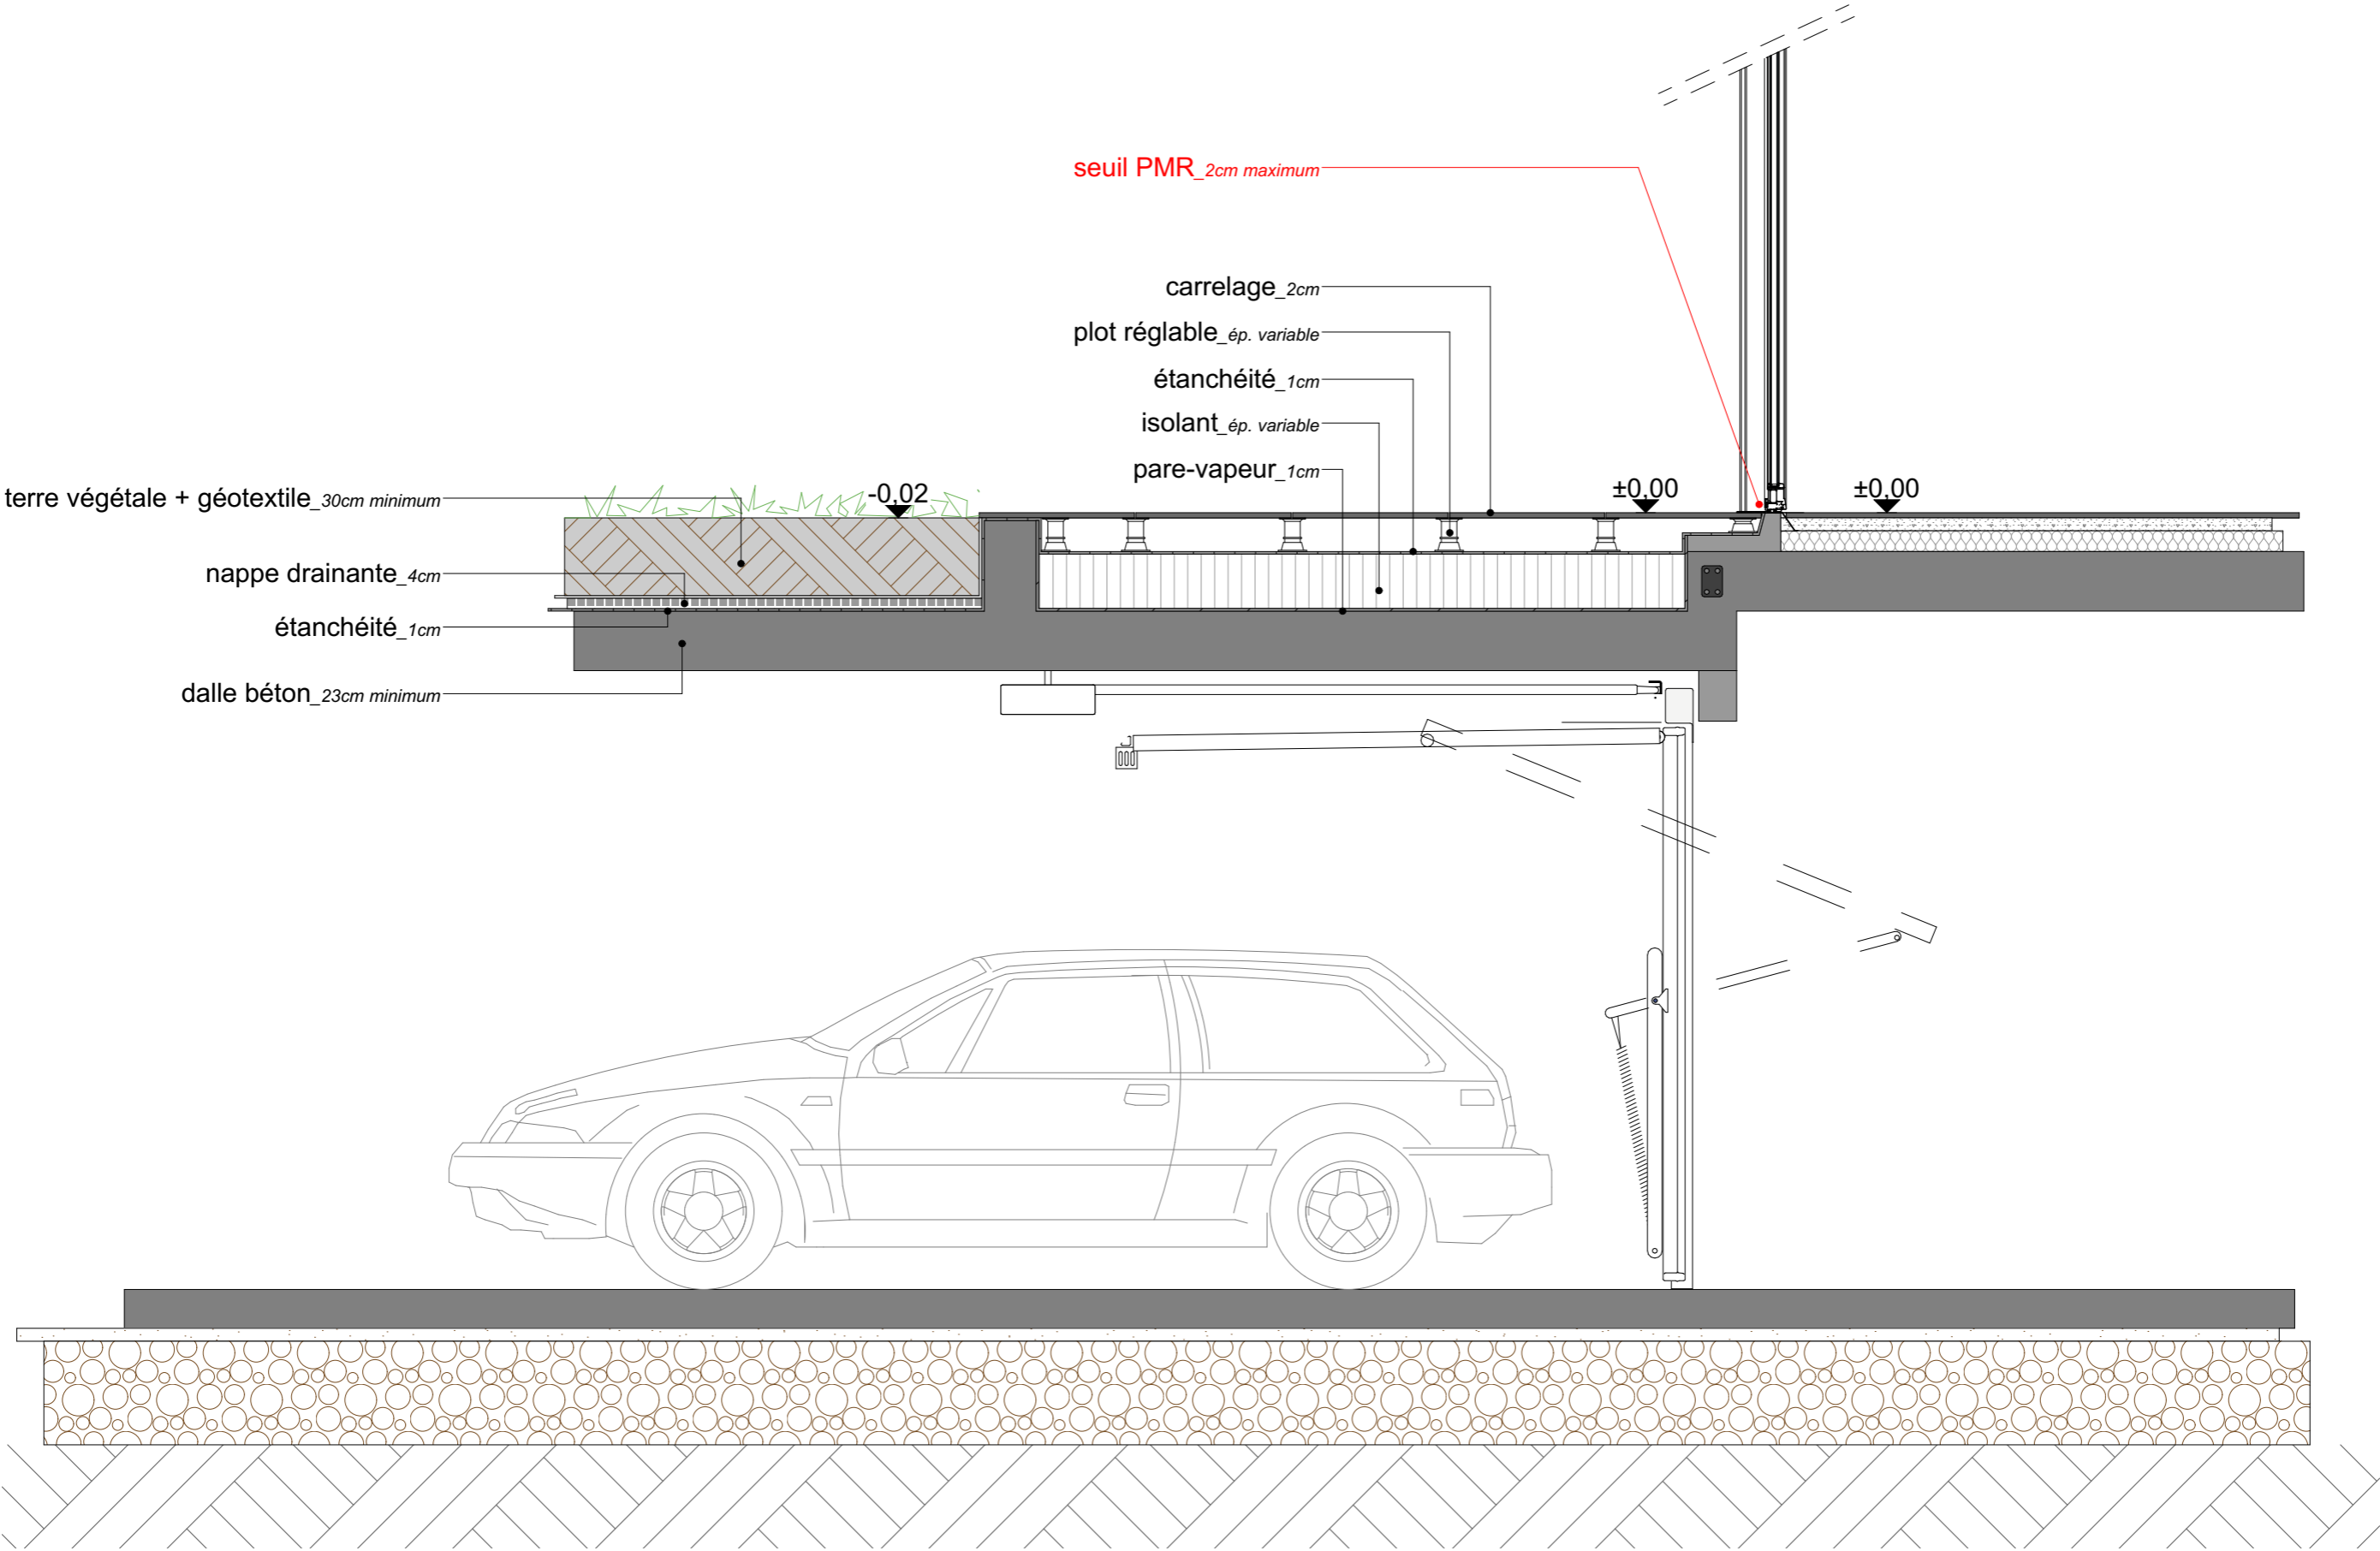 seuil PMR_2cm maximum
carrelage_2cm
plot réglable_ép. variable
étanchéité_1cm
isolant_ép. variable
pare-vapeur_1cm
terre végétale + géotextile_30cm minimum
-0,02
±0,00
±0,00
nappe drainante_4cm
étanchéité_1cm
dalle béton_23cm minimum